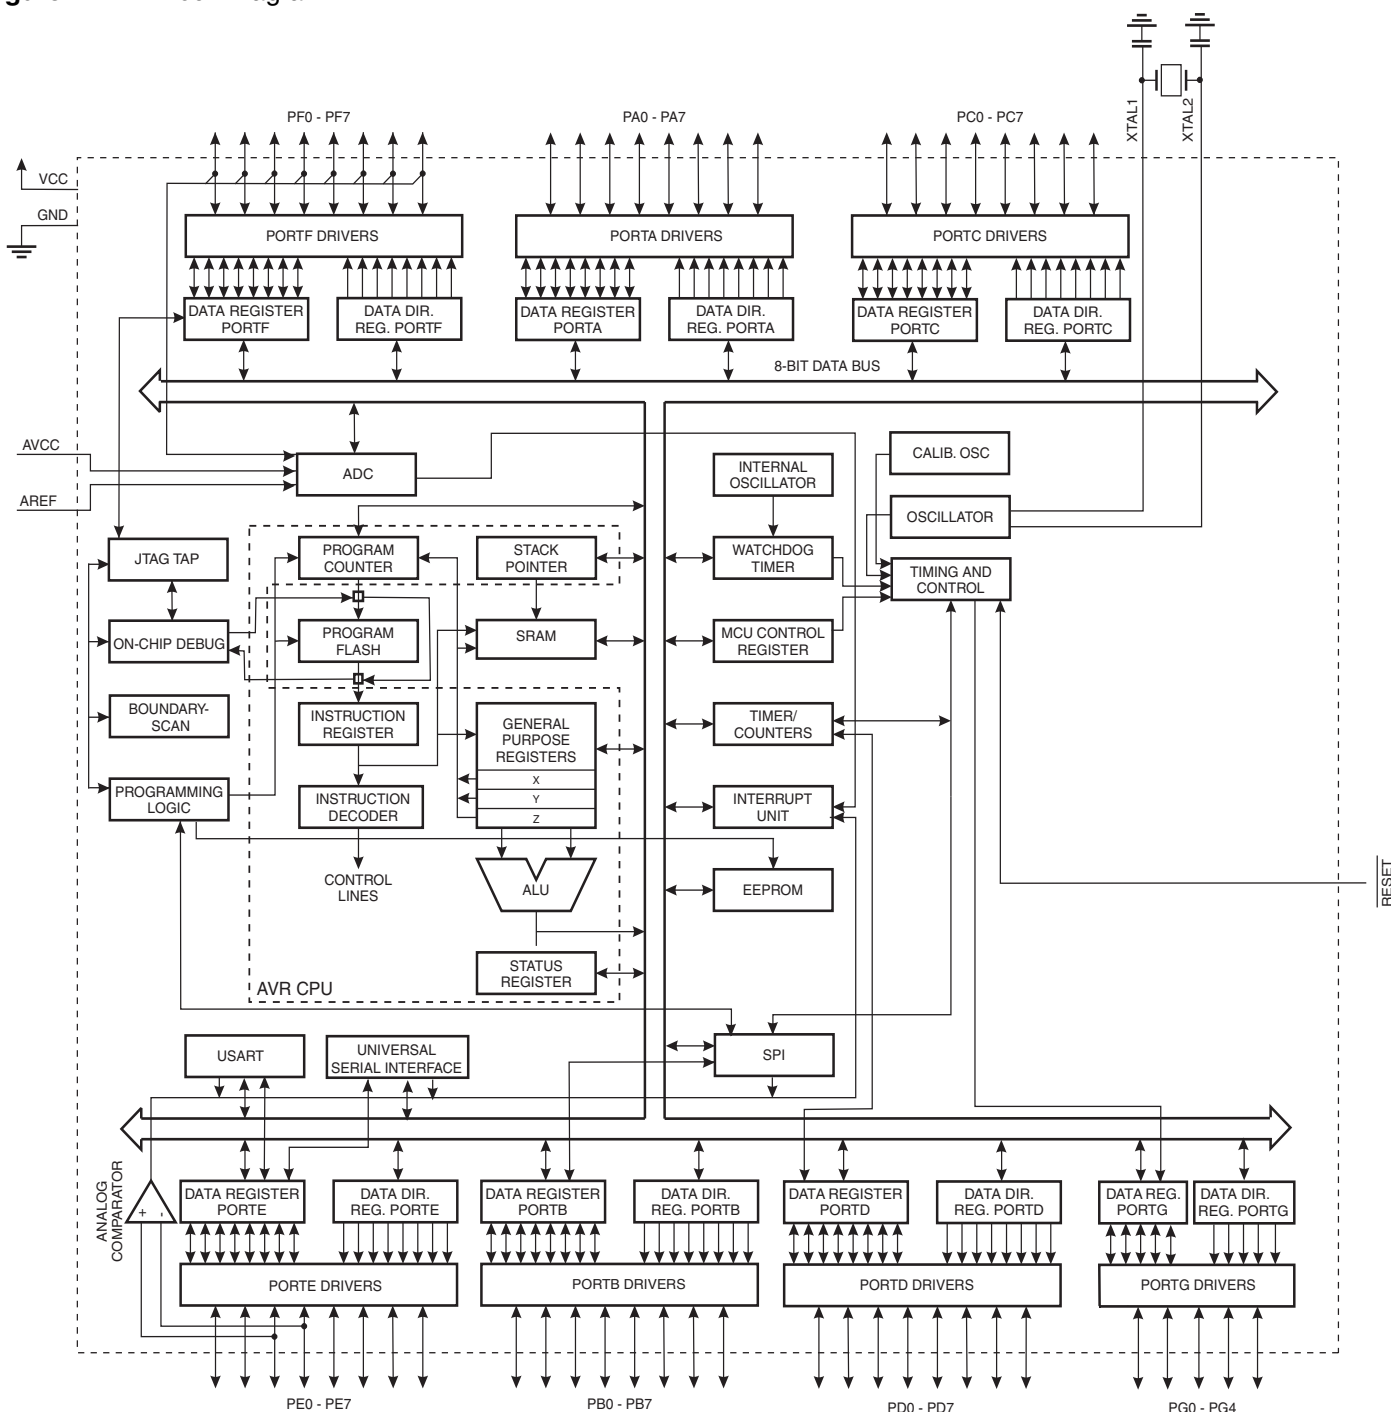 XTAL1
XTAL2
PF0 - PF7
PA0 - PA7
PC0 - PC7
VCC
GND
PORTF DRIVERS
PORTA DRIVERS
PORTC DRIVERS
DATA REGISTER
PORTF
DATA DIR.
REG. PORTF
DATA REGISTER
PORTA
DATA DIR.
REG. PORTA
DATA REGISTER
PORTC
DATA DIR.
REG. PORTC
8-BIT DATA BUS
AVCC
AREF
ADC
INTERNAL
OSCILLATOR
CALIB. OSC
OSCILLATOR
JTAG TAP
PROGRAM
COUNTER
STACK
POINTER
WATCHDOG
TIMER
TIMING AND
CONTROL
ON-CHIP DEBUG
PROGRAM
FLASH
SRAM
MCU CONTROL
REGISTER
BOUNDARY-
SCAN
INSTRUCTION
REGISTER
GENERAL
PURPOSE
REGISTERS
X
Y
Z
TIMER/
COUNTERS
PROGRAMMING
LOGIC
INSTRUCTION
DECODER
INTERRUPT
UNIT
CONTROL
LINES
ALU
EEPROM
RESET
STATUS
REGISTER
AVR CPU
USART
UNIVERSAL
SERIAL INTERFACE
SPI
ANALOG
COMPARATOR
+
-
DATA REGISTER
PORTE
DATA DIR.
REG. PORTE
DATA REGISTER
PORTB
DATA DIR.
REG. PORTB
DATA REGISTER
PORTD
DATA DIR.
REG. PORTD
DATA REG.
PORTG
DATA DIR.
REG. PORTG
PORTE DRIVERS
PORTB DRIVERS
PORTD DRIVERS
PORTG DRIVERS
PE0 - PE7
PB0 - PB7
PD0 - PD7
PG0 - PG4